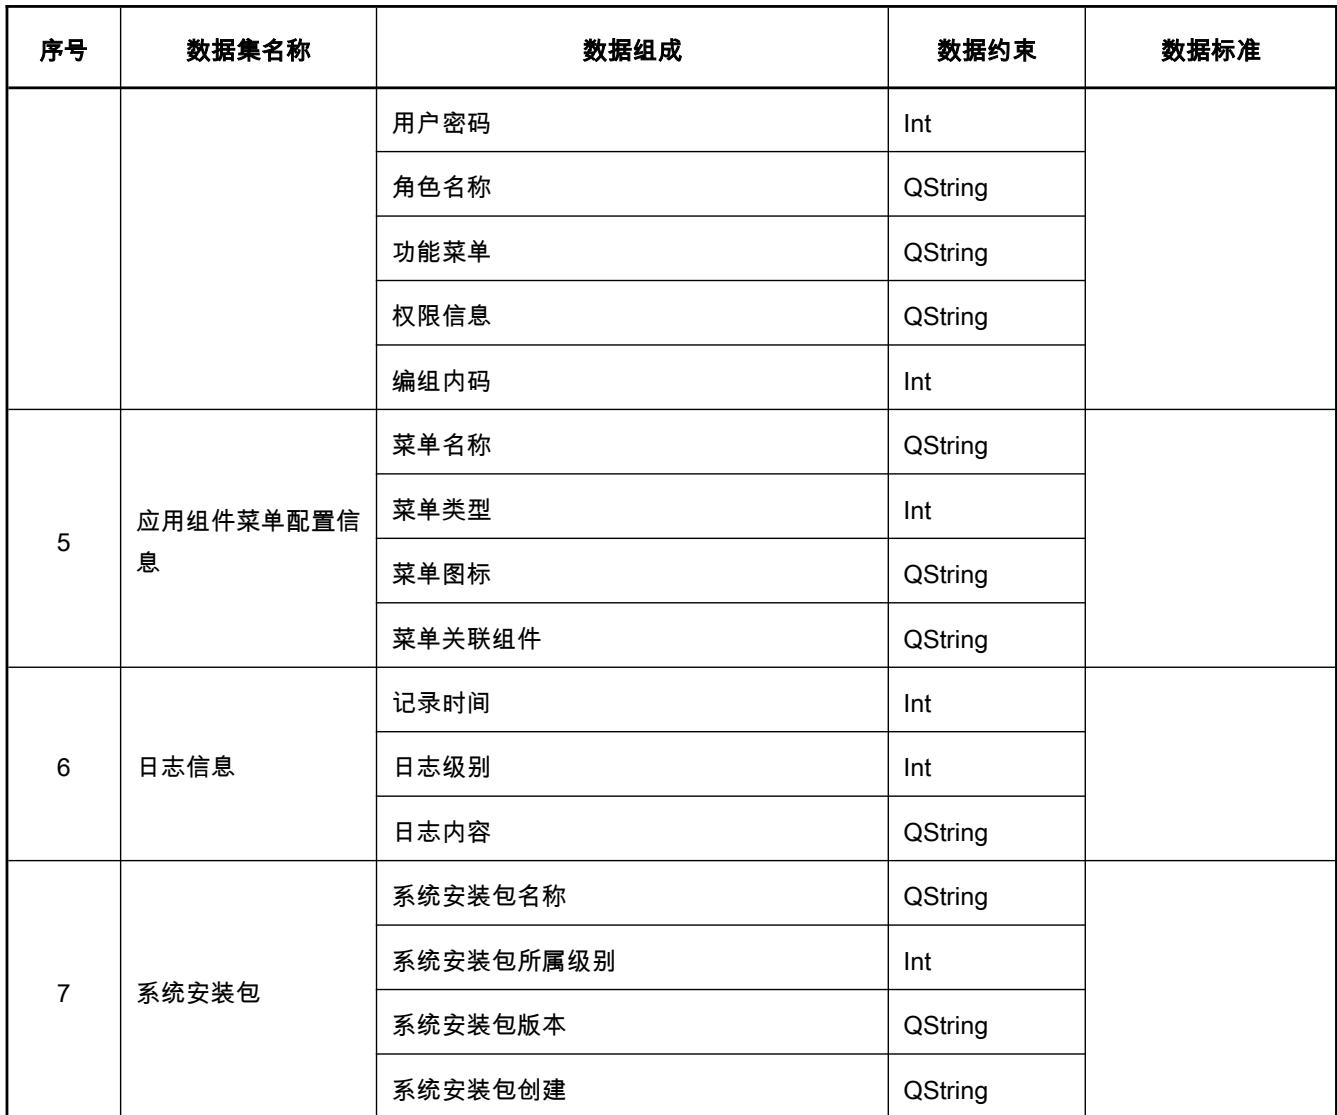 序号 数据集名称 数据组成 数据约束 数据标准
用户密码 Int
角色名称 QString
功能菜单 QString
权限信息 QString
编组内码 Int
5 应用组件菜单配置信
息
菜单名称 QString
菜单类型 Int
菜单图标 QString
菜单关联组件 QString
6 日志信息
记录时间 Int
日志级别 Int
日志内容 QString
7 系统安装包
系统安装包名称 QString
系统安装包所属级别 Int
系统安装包版本 QString
系统安装包创建 QString